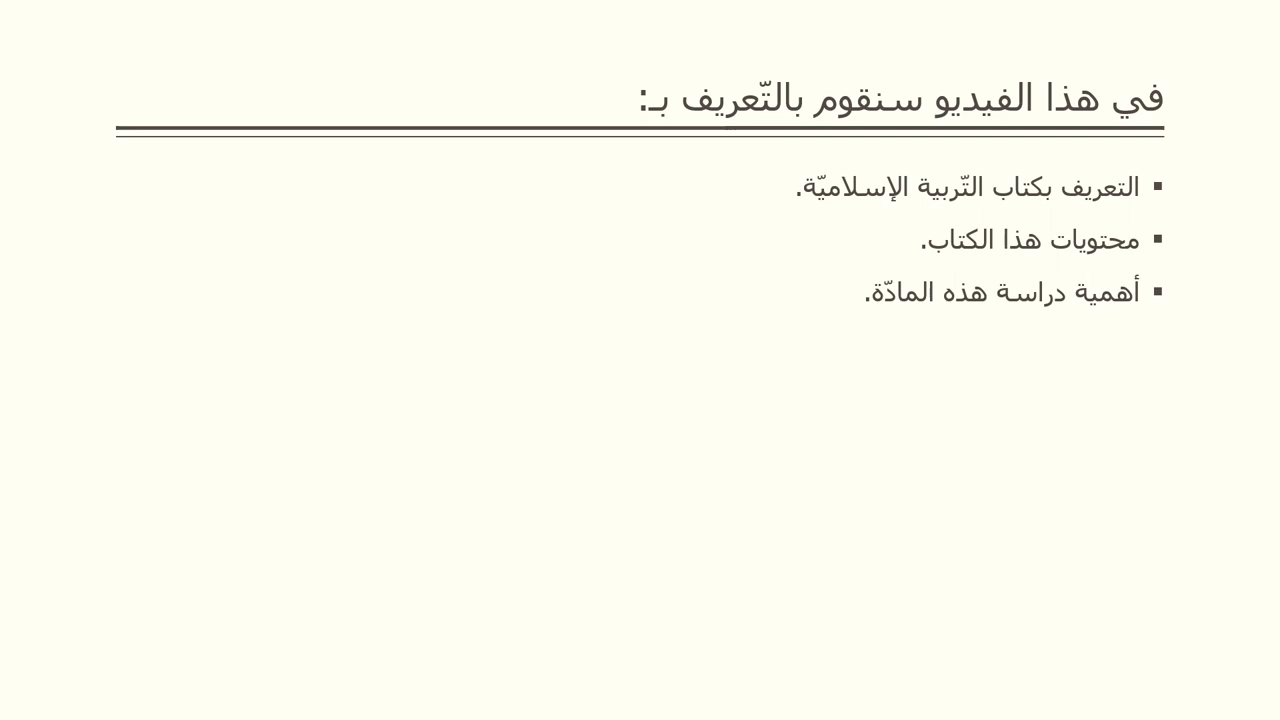 في هذا الفيديو سنقوم بالتّعريف بـ:
▪ التعريف بكتاب التّربية الإسلاميّة.
▪ محتويات هذا الكتاب.
▪ أهمية دراسة هذه المادّة.